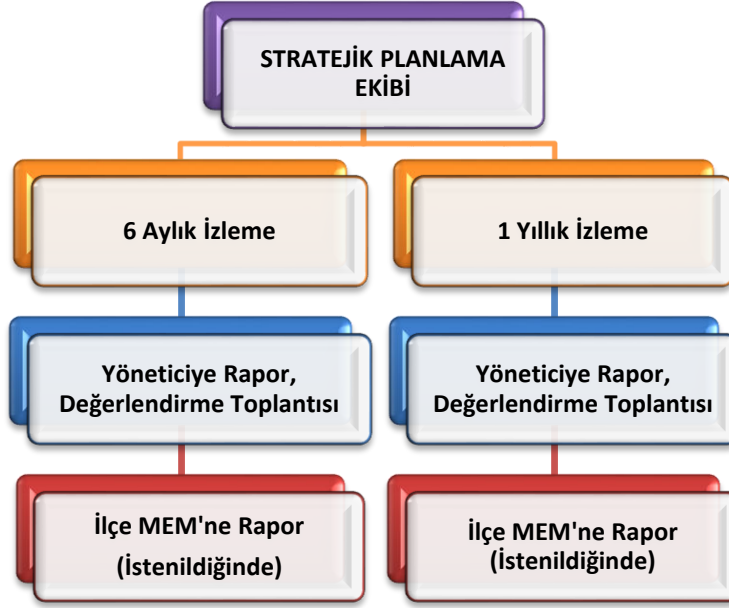 STRATEJİK PLANLAMA
EKİBİ
6 Aylık İzleme
1 Yıllık İzleme
Yöneticiye Rapor,
Değerlendirme Toplantısı
Yöneticiye Rapor,
Değerlendirme Toplantısı
İlçe MEM'ne Rapor
(İstenildiğinde)
İlçe MEM'ne Rapor
(İstenildiğinde)